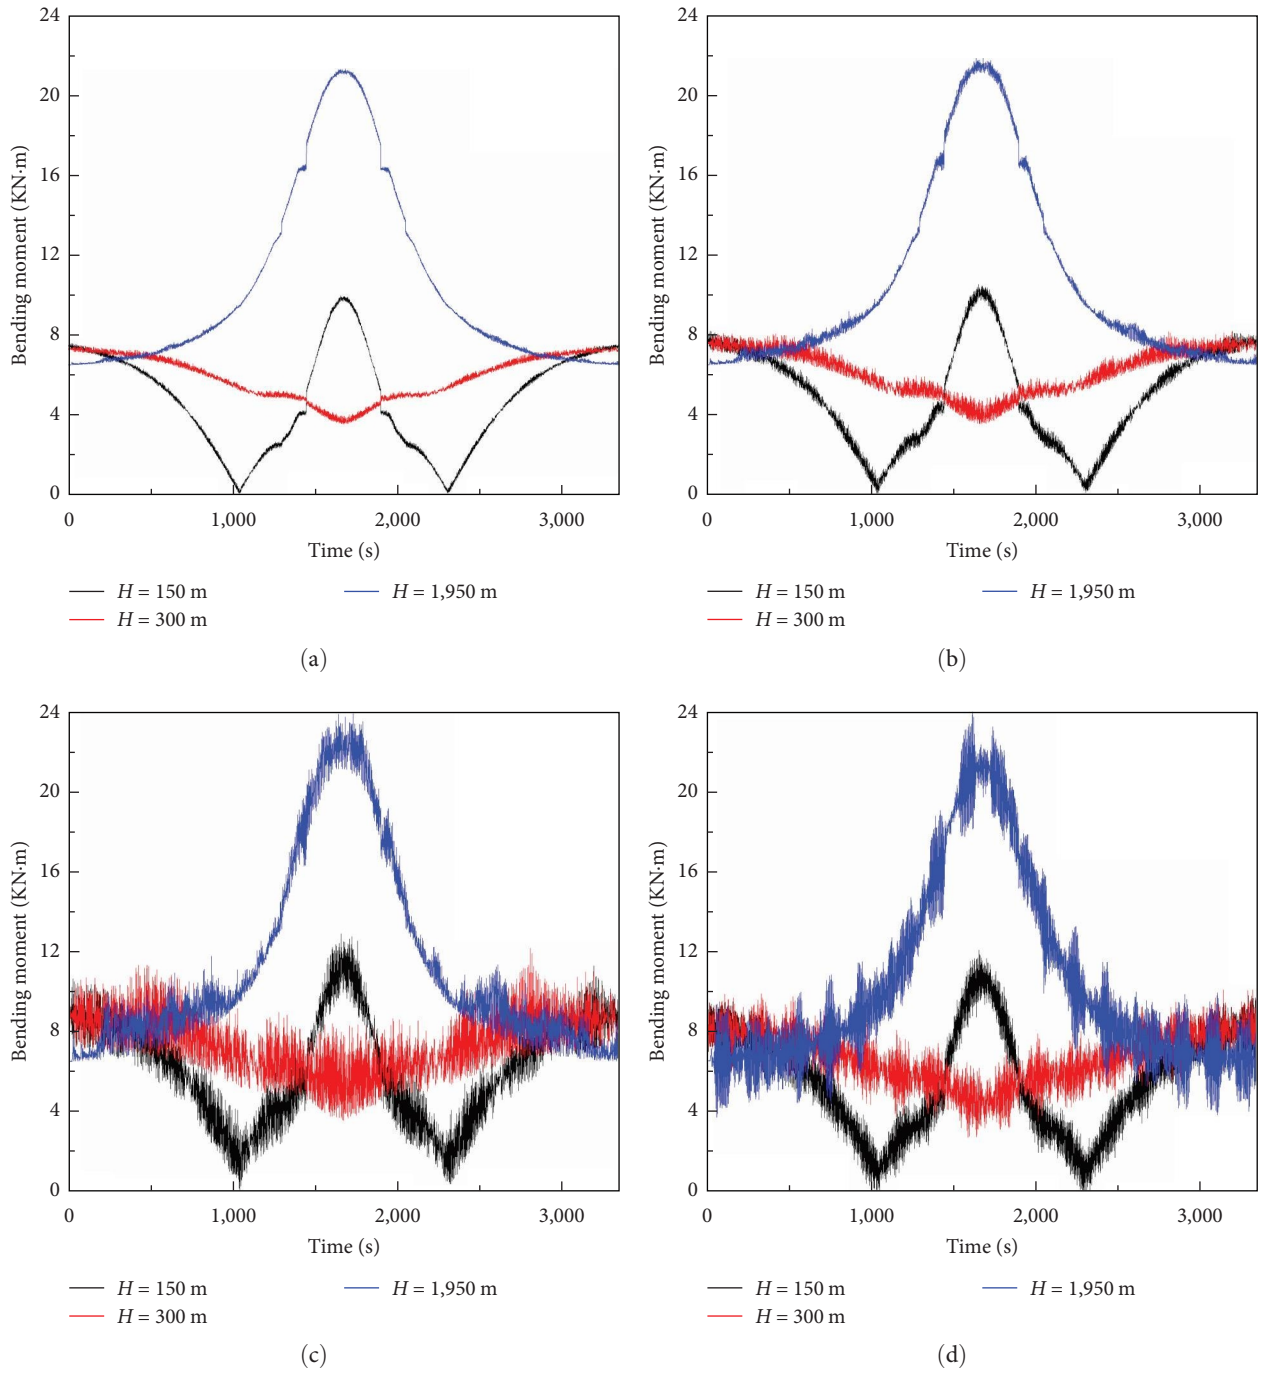 24
20
16
12
8
4
0
Bending moment (KN·m)
0 1,000 2,000 3,000
Time (s)
H = 150 m
H = 300 m
H = 1,950 m
(a)
24
20
16
12
8
4
0
Bending moment (KN·m)
0 1,000 2,000 3,000
Time (s)
H = 150 m
H = 300 m
H = 1,950 m
(b)
24
20
16
12
8
4
0
Bending moment (KN·m)
0 1,000 2,000 3,000
Time (s)
H = 150 m
H = 300 m
H = 1,950 m
(c)
24
20
16
12
8
4
0
Bending moment (KN·m)
0 1,000 2,000 3,000
Time (s)
H = 150 m
H = 300 m
H = 1,950 m
(d)